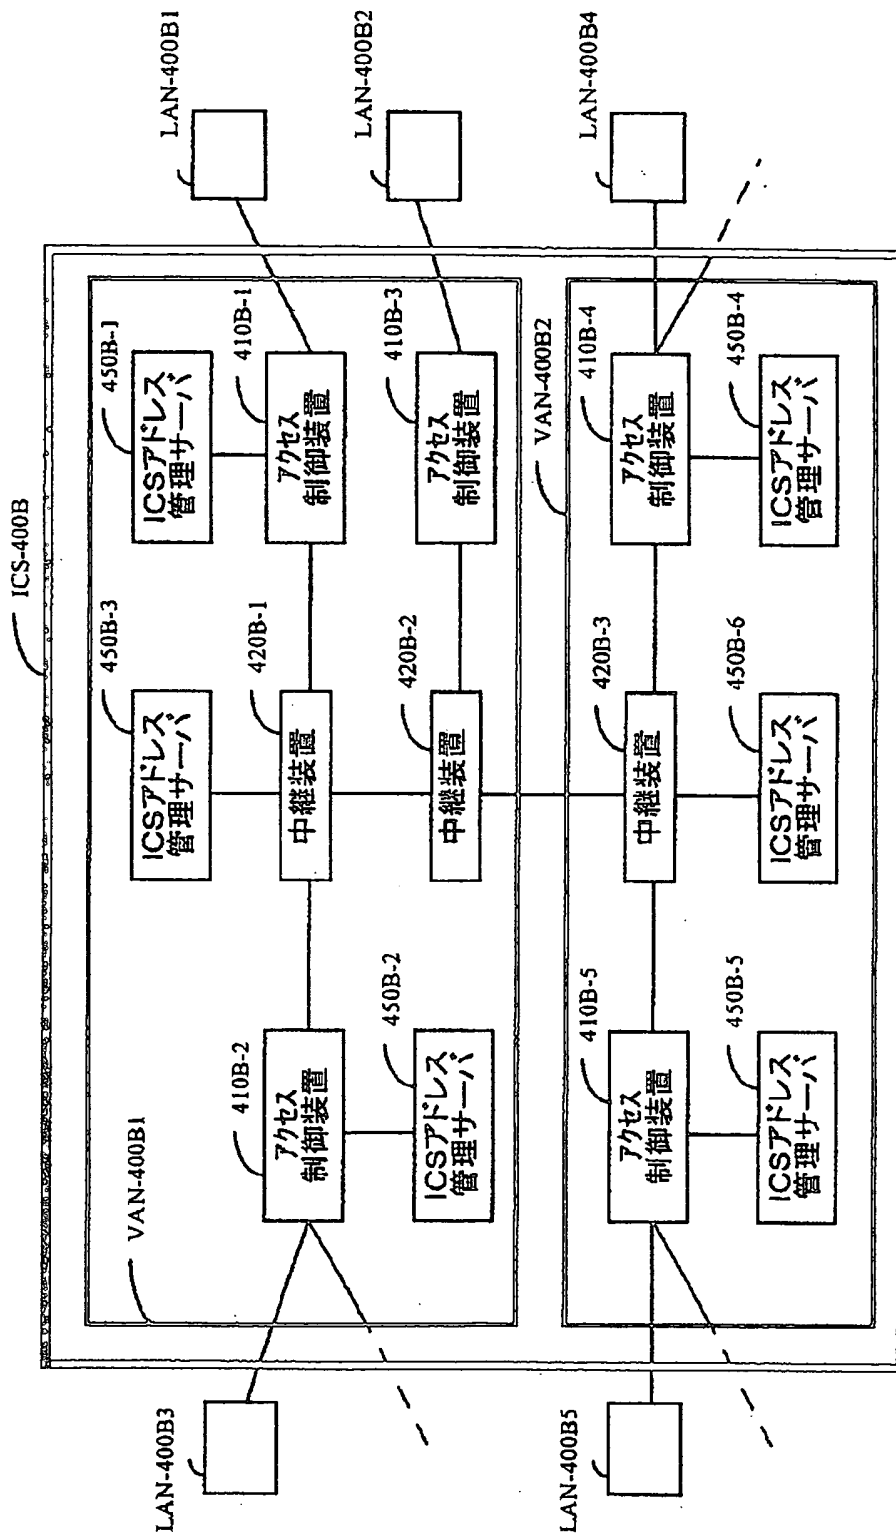 ICS-400B
VAN-400B1
LAN-400B3
410B-2
アクセス
制御装置
450B-2
ICSアドレス
管理サーバ
450B-3
ICSアドレス
管理サーバ
420B-1
中継装置
420B-2
中継装置
450B-1
ICSアドレス
管理サーバ
410B-1
アクセス
制御装置
410B-3
アクセス
制御装置
LAN-400B1
LAN-400B2
VAN-400B2
LAN-400B5
410B-5
アクセス
制御装置
450B-5
ICSアドレス
管理サーバ
420B-3
中継装置
450B-6
ICSアドレス
管理サーバ
410B-4
アクセス
制御装置
450B-4
ICSアドレス
管理サーバ
LAN-400B4